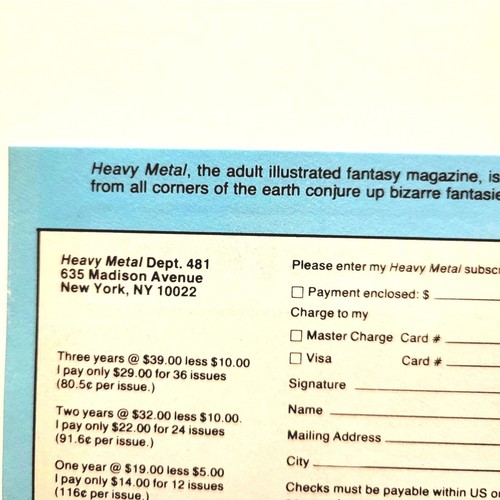 Heavy Metal, the adult illustrated fantasy magazine, is
from all corners of the earth conjure up bizarre fantasie
Heavy Metal Dept. 481
635 Madison Avenue
New York, NY 10022
Three years @ $39.00 less $10.00
I pay only $29.00 for 36 issues
(80.5¢ per issue.)
Two years @ $32.00 less $10.00.
I pay only $22.00 for 24 issues
(91.6¢ per issue.)
One year @ $19.00 less $5.00
I pay only $14.00 for 12 issues
(116¢ per issue.)
Please enter my Heavy Metal subscr
Payment enclosed: $
Charge to my
Master Charge Card #
Visa Card #
Signature
Name
Mailing Address
City
Checks must be payable within US o